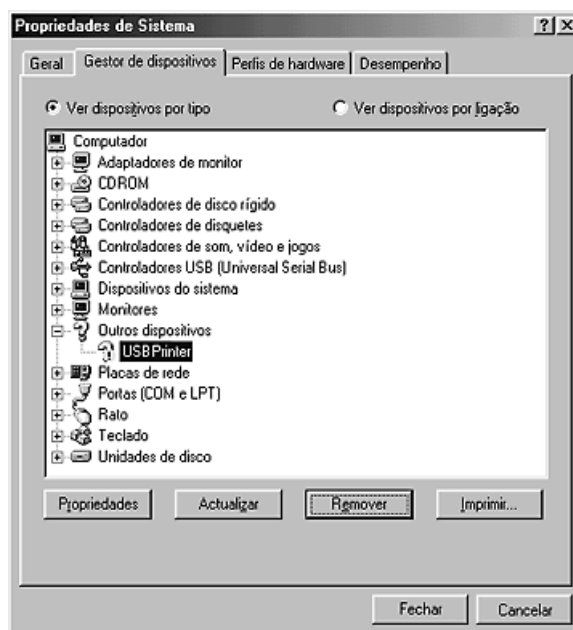 Propriedades de Sistema
Geral Gestor de dispositivos Perfis de hardware Desempenho
Ver dispositivos por tipo Ver dispositivos por ligação
Computador
Adaptadores de monitor
CDROM
Controladores de disco rígido
Controladores de disquetes
Controladores de som, vídeo e jogos
Controladores USB (Universal Serial Bus)
Dispositivos do sistema
Monitores
Outros dispositivos
USB Printer
Placas de rede
Portas (COM e LPT)
Rato
Teclado
Unidades de disco
Propriedades Actualizar Remover Imprimir...
Fechar Cancelar